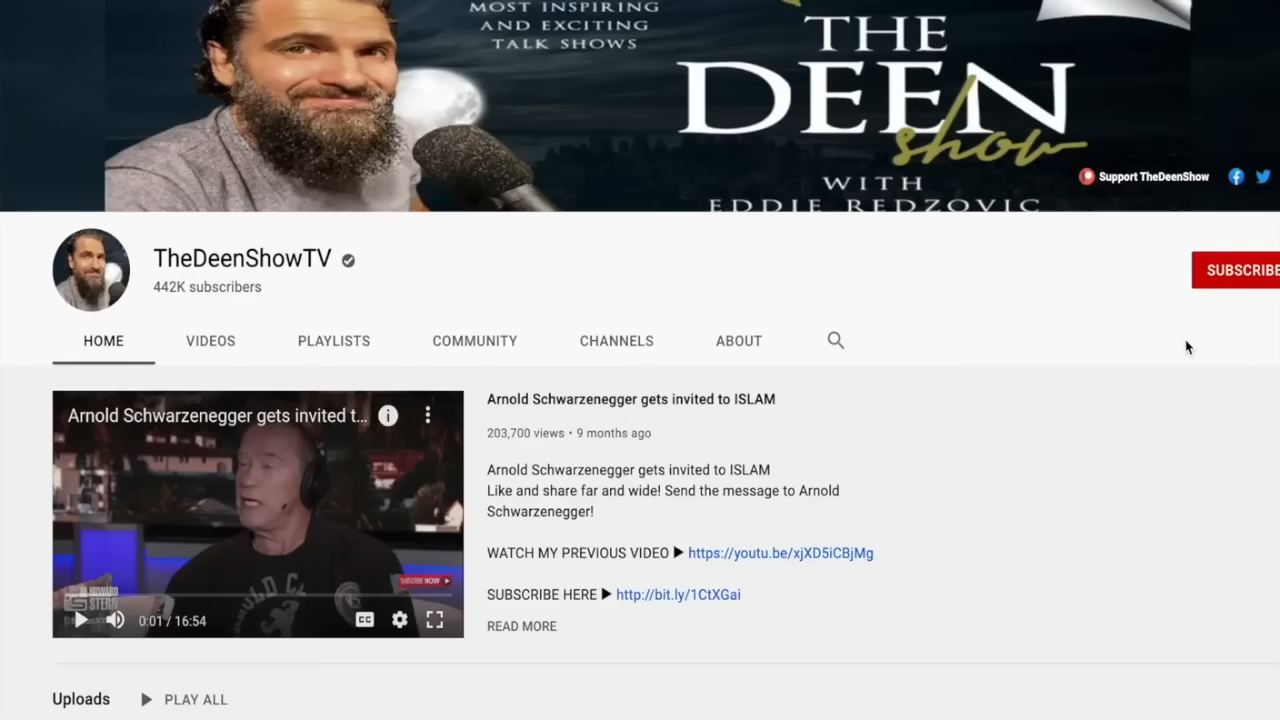 MOST INSPIRING
AND EXCITING
TALK SHOWS
THE
DEEN
show
WITH
EDDIE REDZOVIC
Support TheDeenShow
TheDeenShowTV
442K subscribers
SUBSCRIBE
HOME
VIDEOS
PLAYLISTS
COMMUNITY
CHANNELS
ABOUT
Arnold Schwarzenegger gets invited t...
SUBSCRIBE NOW
HOWARD
STERN
0:01 / 16:54
CC
Arnold Schwarzenegger gets invited to ISLAM
203,700 views • 9 months ago
Arnold Schwarzenegger gets invited to ISLAM
Like and share far and wide! Send the message to Arnold
Schwarzenegger!
WATCH MY PREVIOUS VIDEO ▶ https://youtu.be/xjXD5iCBjMg
SUBSCRIBE HERE ▶ http://bit.ly/1CtXGai
READ MORE
Uploads
PLAY ALL